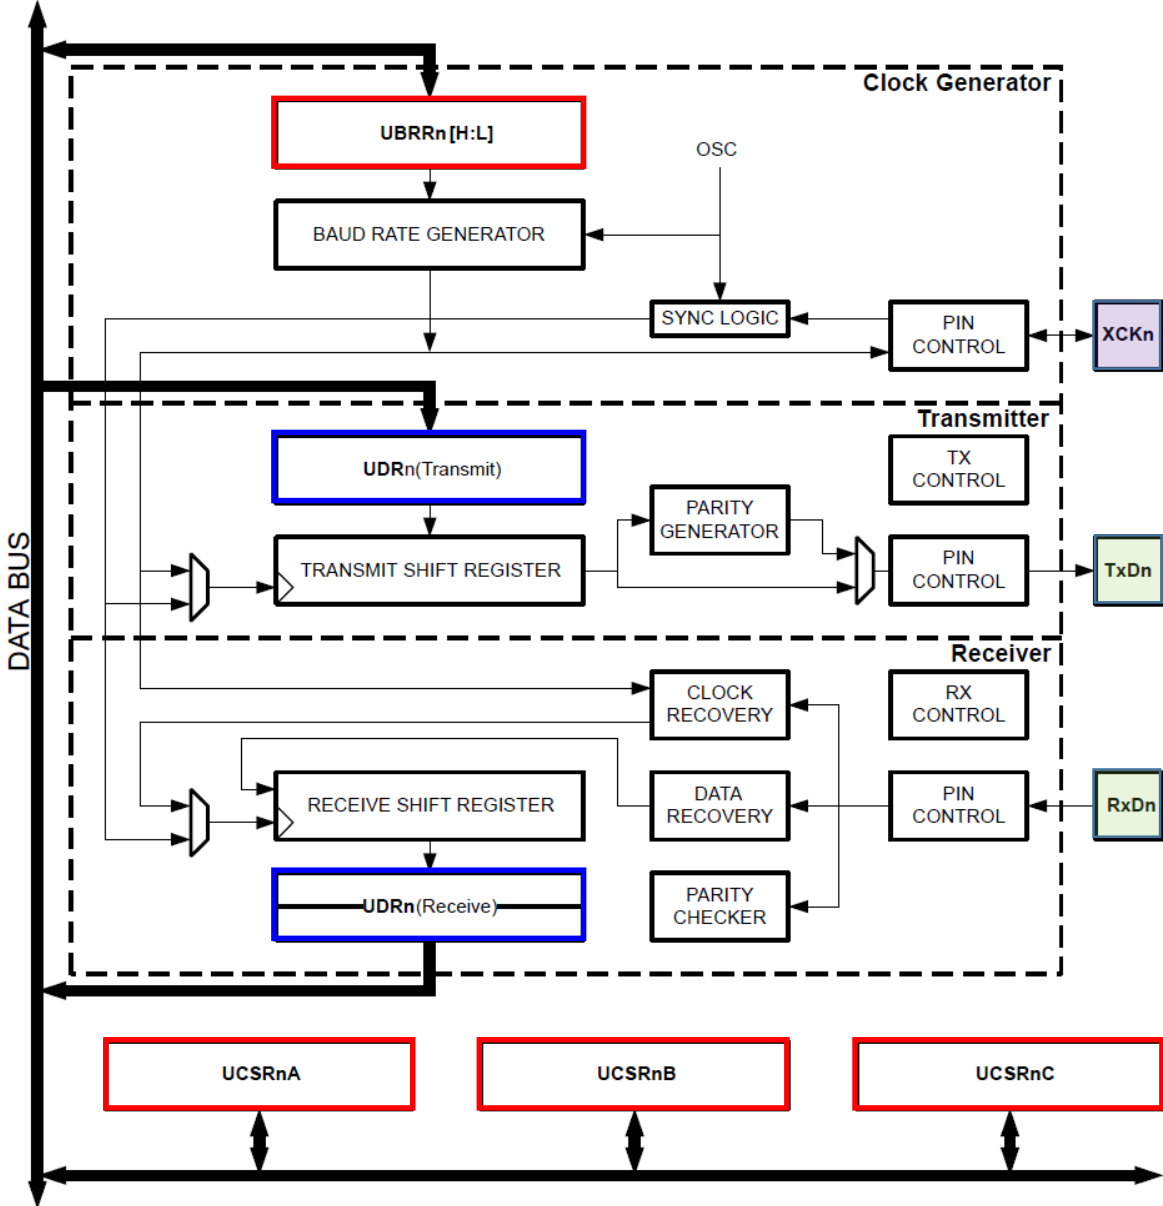 Clock Generator
UBRRn [H:L]
OSC
BAUD RATE GENERATOR
SYNC LOGIC
PIN
CONTROL
XCKn
Transmitter
UDRn(Transmit)
TX
CONTROL
PARITY
GENERATOR
TRANSMIT SHIFT REGISTER
PIN
CONTROL
TxDn
DATA BUS
Receiver
CLOCK
RECOVERY
RX
CONTROL
RECEIVE SHIFT REGISTER
DATA
RECOVERY
PIN
CONTROL
RxDn
UDRn(Receive)
PARITY
CHECKER
UCSRnA
UCSRnB
UCSRnC